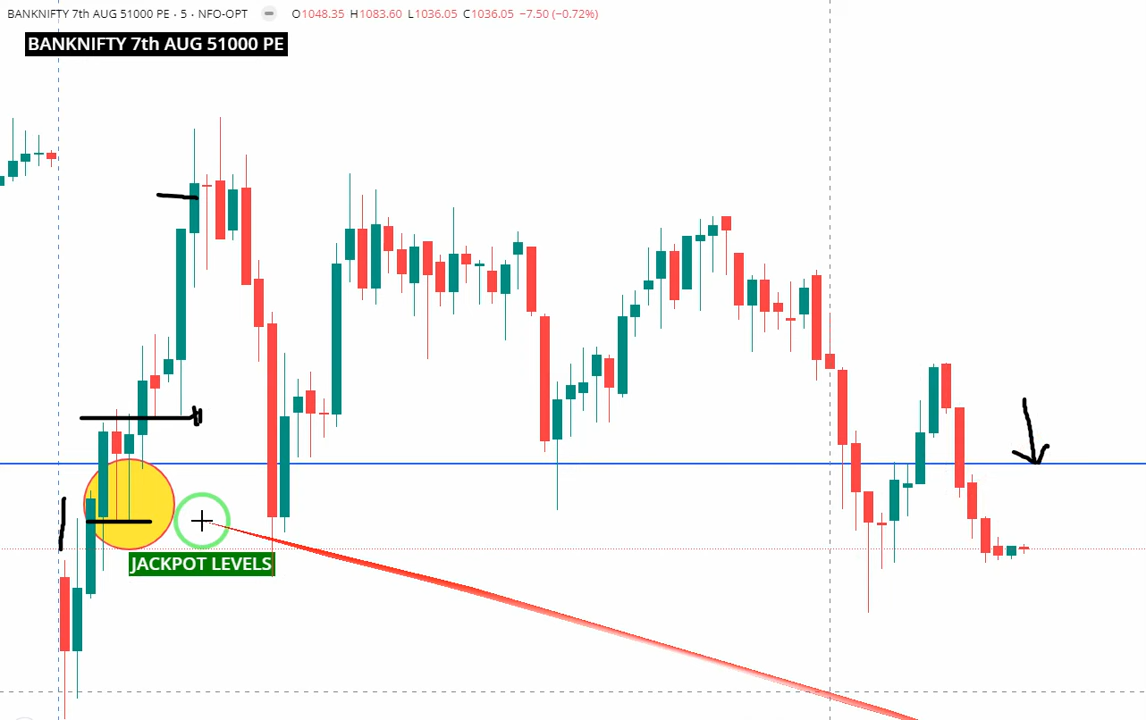 BANKNIFTY 7th AUG 51000 PE · 5 · NFO-OPT O1048.35 H1083.60 L1036.05 C1036.05 −7.50 (−0.72%)
BANKNIFTY 7th AUG 51000 PE
JACKPOT LEVELS